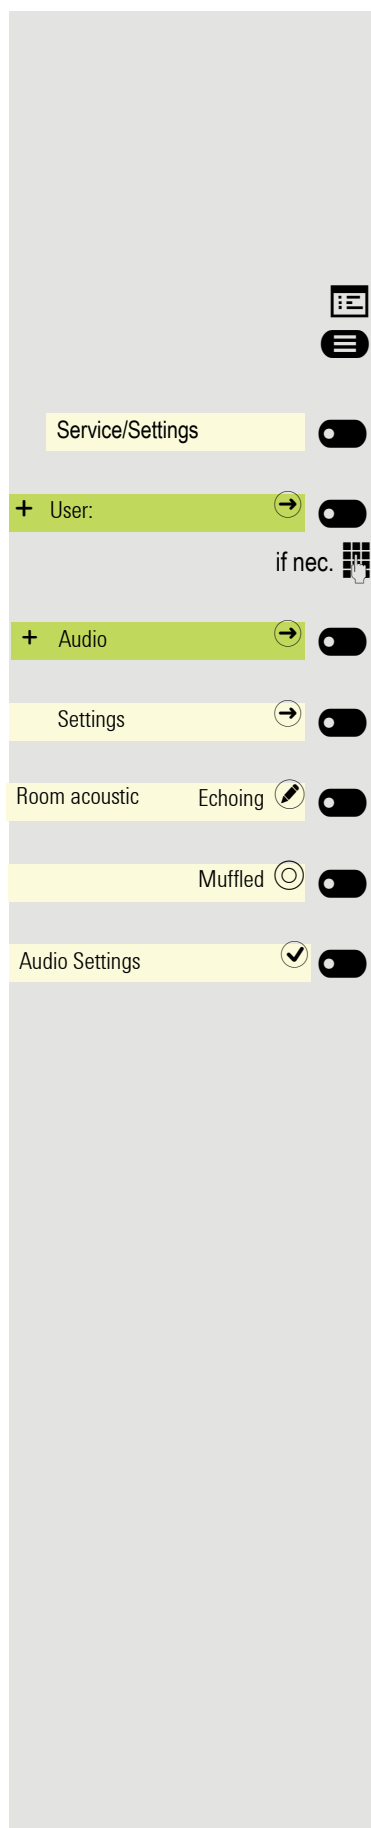 Service/Settings
+ User:
if nec.
+ Audio
Settings
Room acoustic Echoing
Muffled
Audio Settings